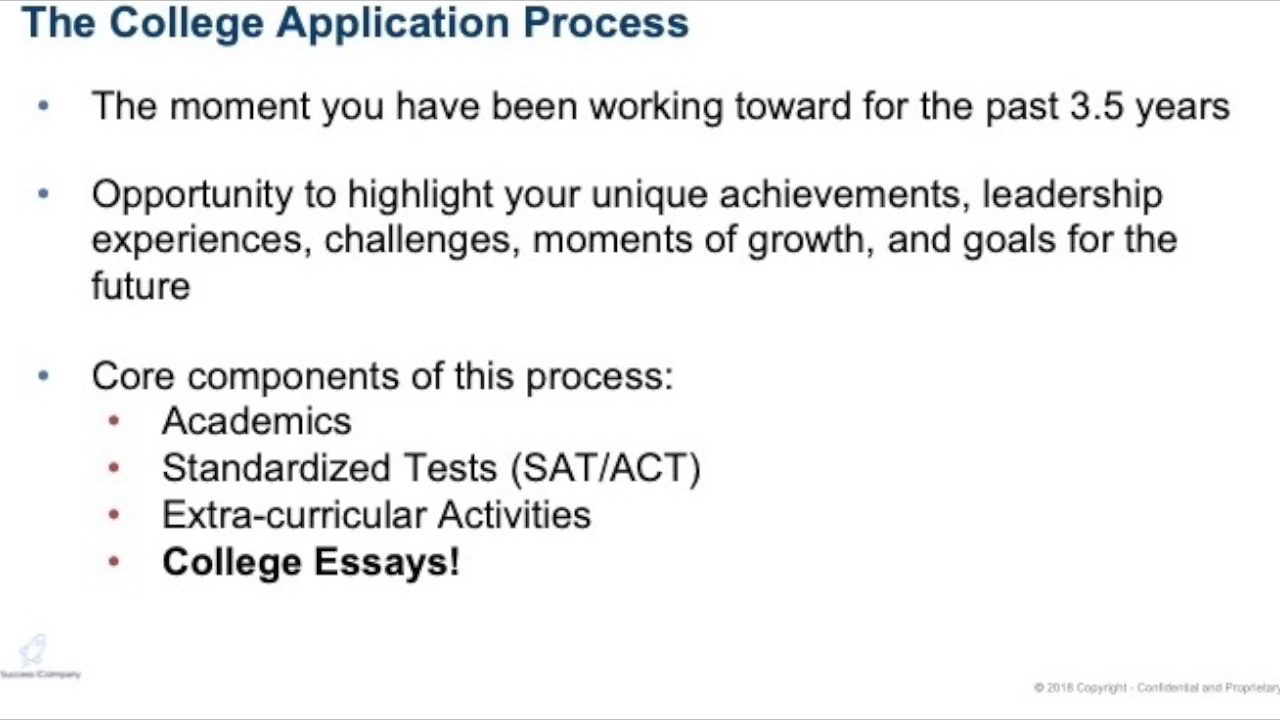 The College Application Process
• The moment you have been working toward for the past 3.5 years
• Opportunity to highlight your unique achievements, leadership
experiences, challenges, moments of growth, and goals for the
future
• Core components of this process:
• Academics
• Standardized Tests (SAT/ACT)
• Extra-curricular Activities
• College Essays!
© 2018 Copyright - Confidential and Proprietary